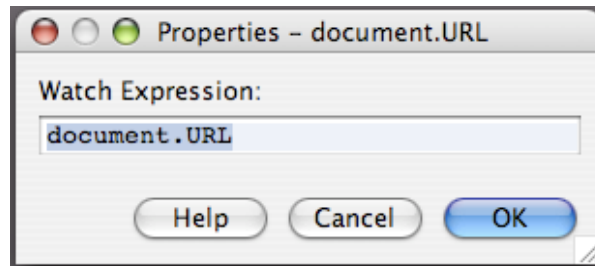 Properties – document.URL
Watch Expression:
document.URL
Help Cancel OK